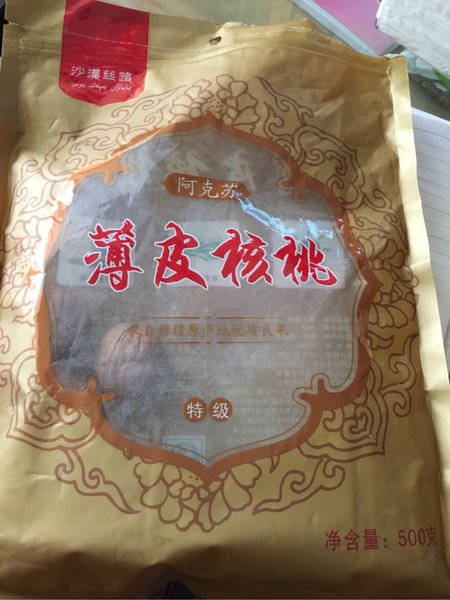 沙漠丝路
阿克苏
薄皮核桃
来自新疆原产地优质良果
特级
净含量：500克